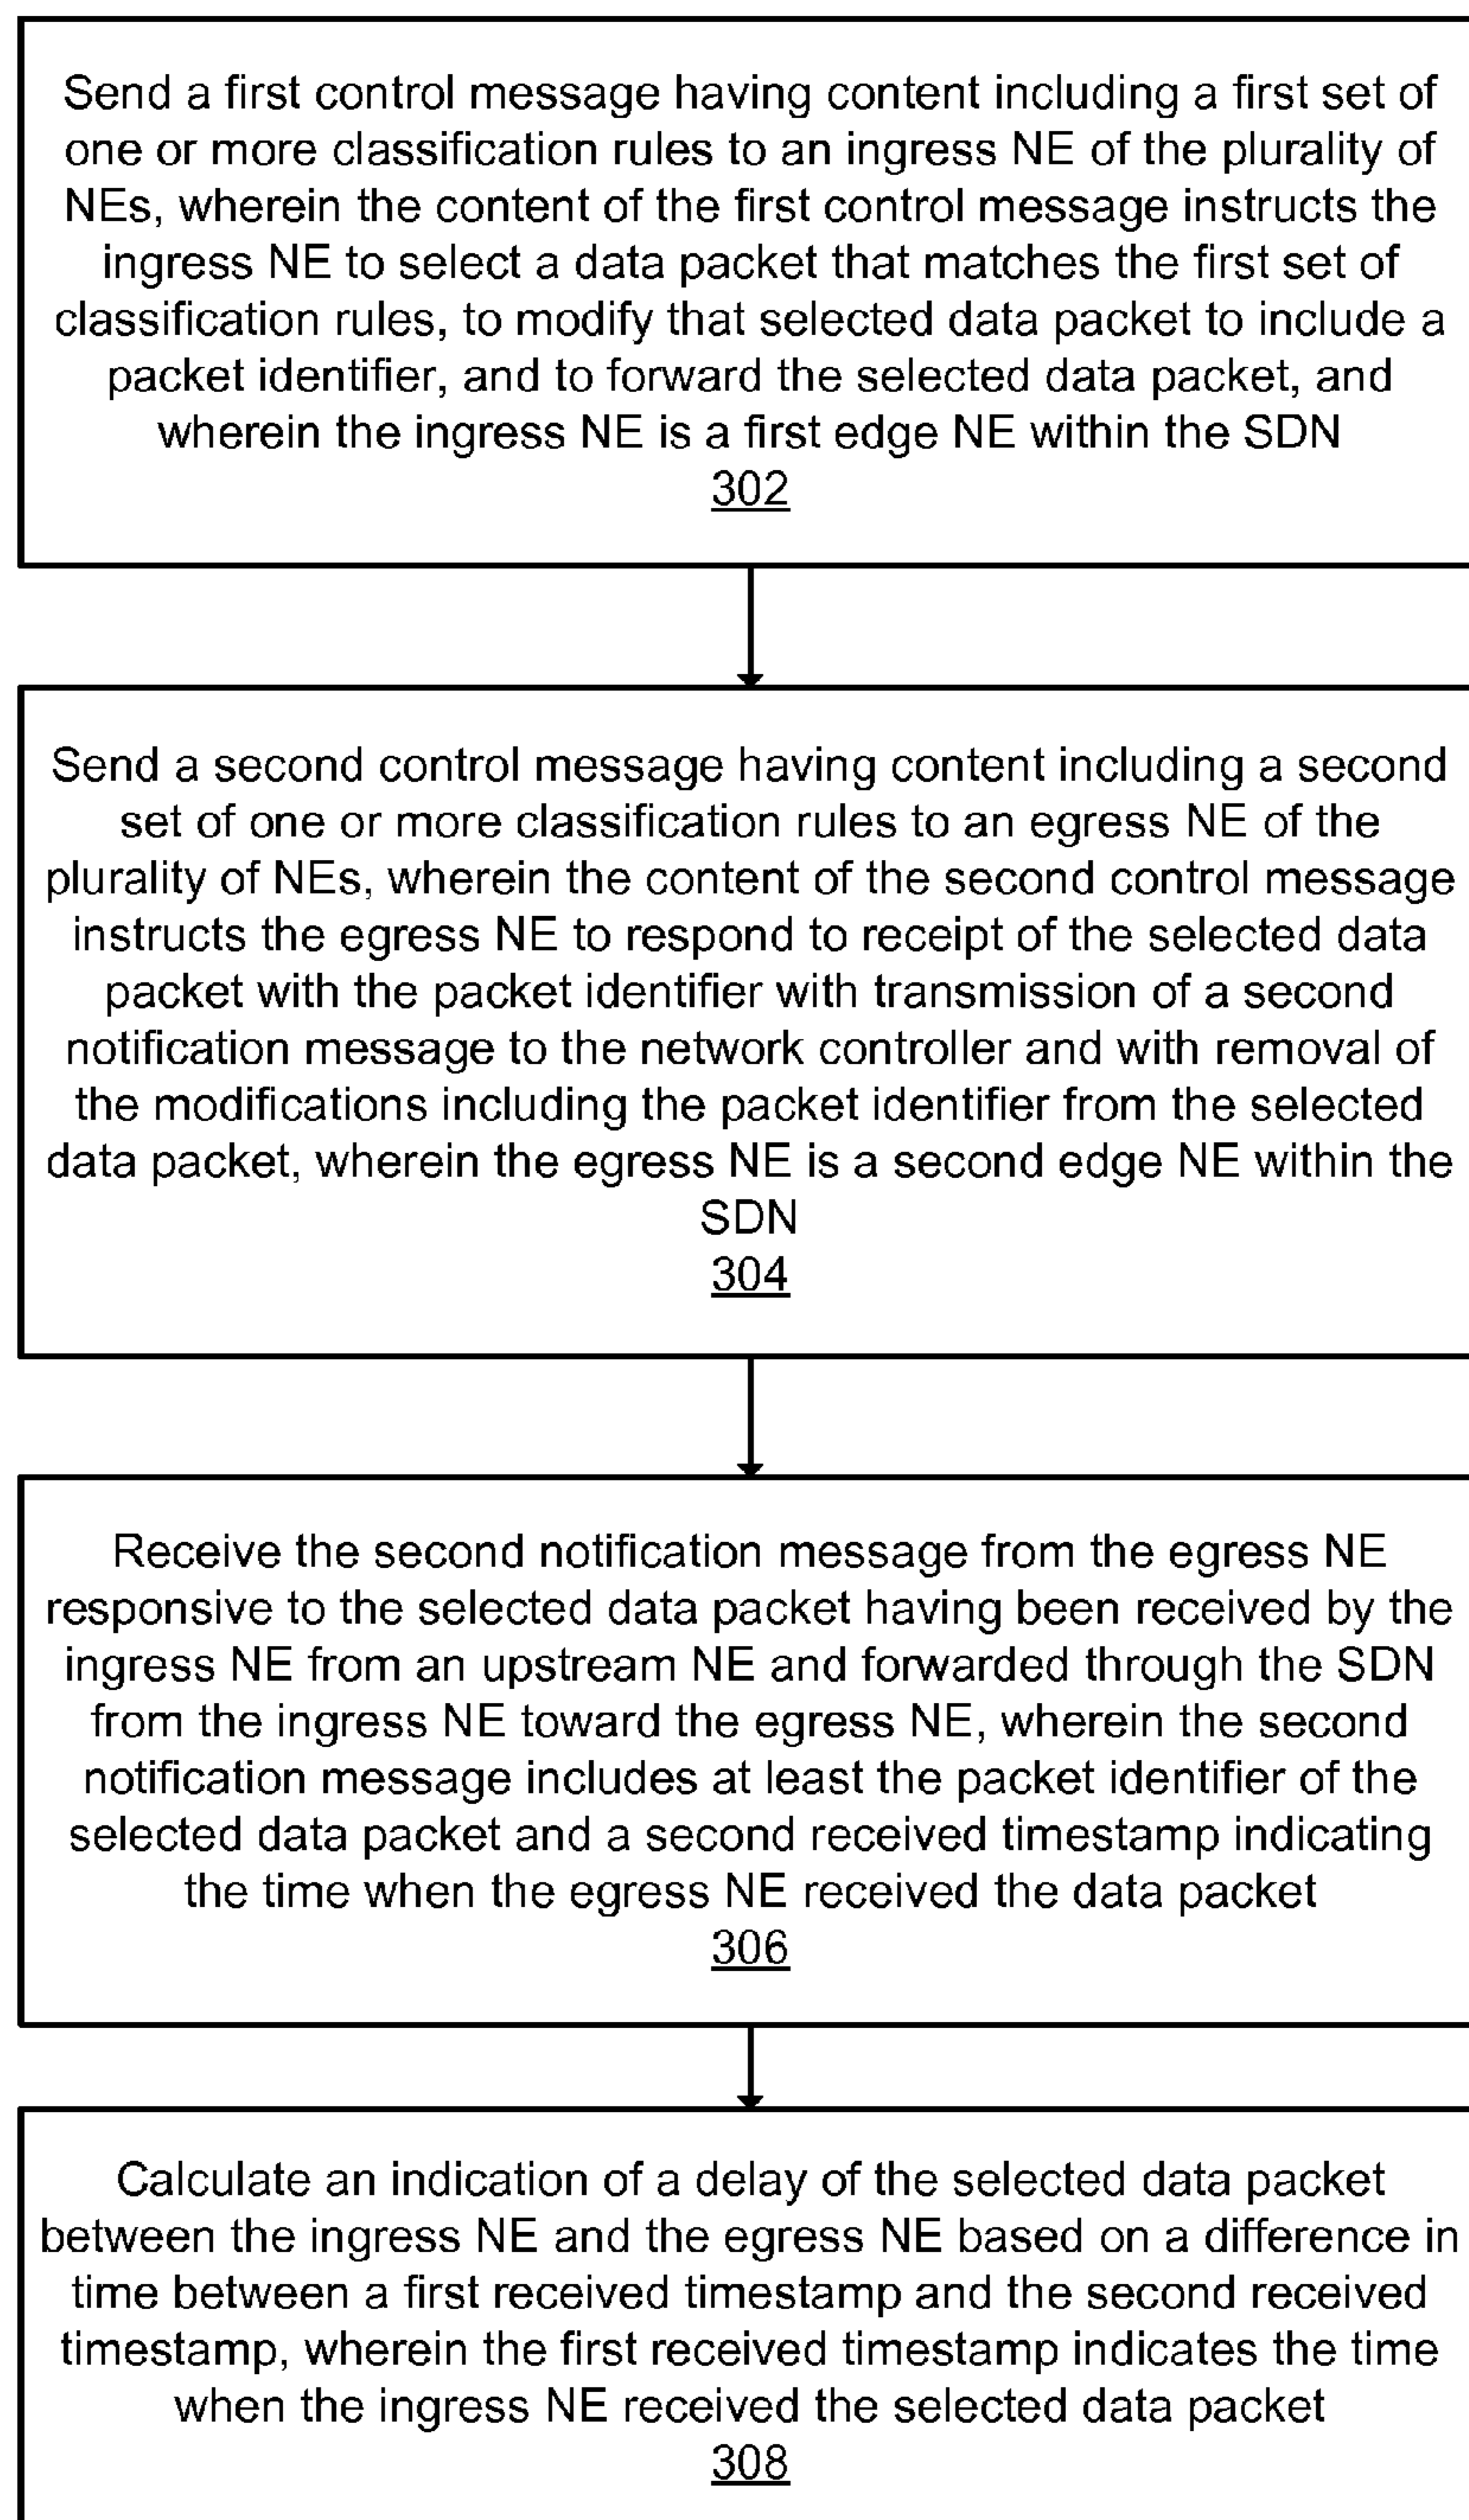 Send a first control message having content including a first set of
one or more classification rules to an ingress NE of the plurality of
NEs, wherein the content of the first control message instructs the
ingress NE to select a data packet that matches the first set of
classification rules, to modify that selected data packet to include a
packet identifier, and to forward the selected data packet, and
wherein the ingress NE is a first edge NE within the SDN
302
Send a second control message having content including a second
set of one or more classification rules to an egress NE of the
plurality of NEs, wherein the content of the second control message
instructs the egress NE to respond to receipt of the selected data
packet with the packet identifier with transmission of a second
notification message to the network controller and with removal of
the modifications including the packet identifier from the selected
data packet, wherein the egress NE is a second edge NE within the
SDN
304
Receive the second notification message from the egress NE
responsive to the selected data packet having been received by the
ingress NE from an upstream NE and forwarded through the SDN
from the ingress NE toward the egress NE, wherein the second
notification message includes at least the packet identifier of the
selected data packet and a second received timestamp indicating
the time when the egress NE received the data packet
306
Calculate an indication of a delay of the selected data packet
between the ingress NE and the egress NE based on a difference in
time between a first received timestamp and the second received
timestamp, wherein the first received timestamp indicates the time
when the ingress NE received the selected data packet
308